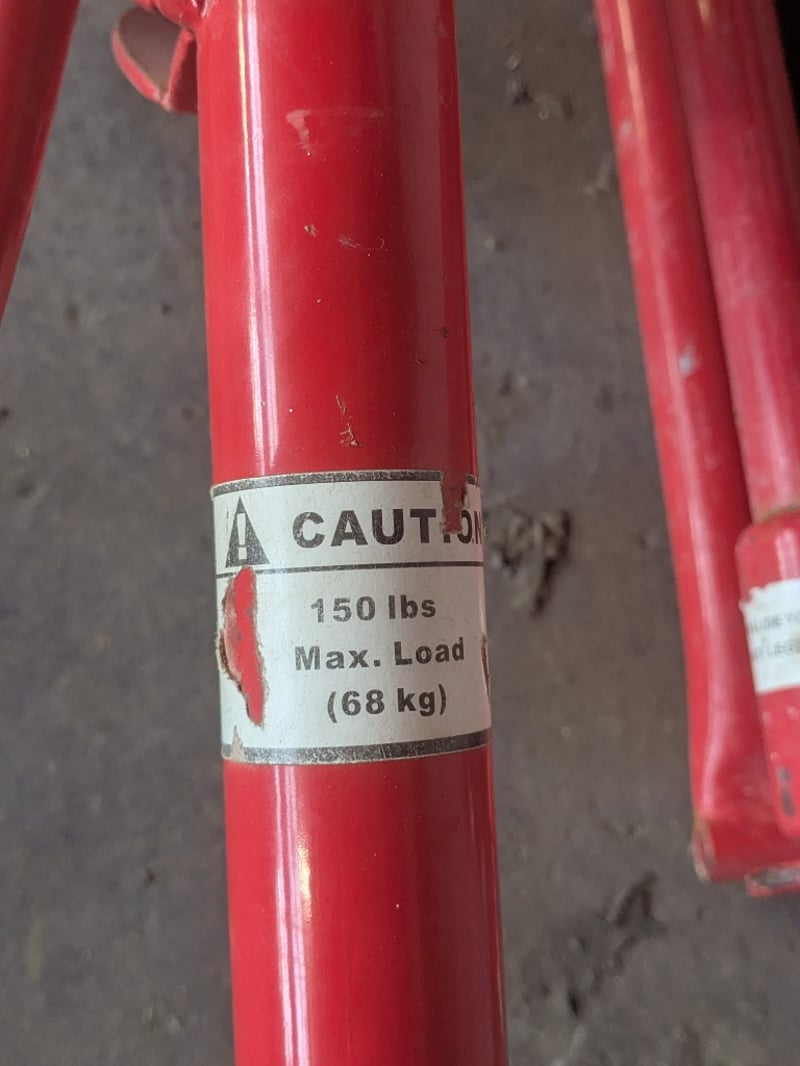 CAUTION
150 lbs
Max. Load
(68 kg)